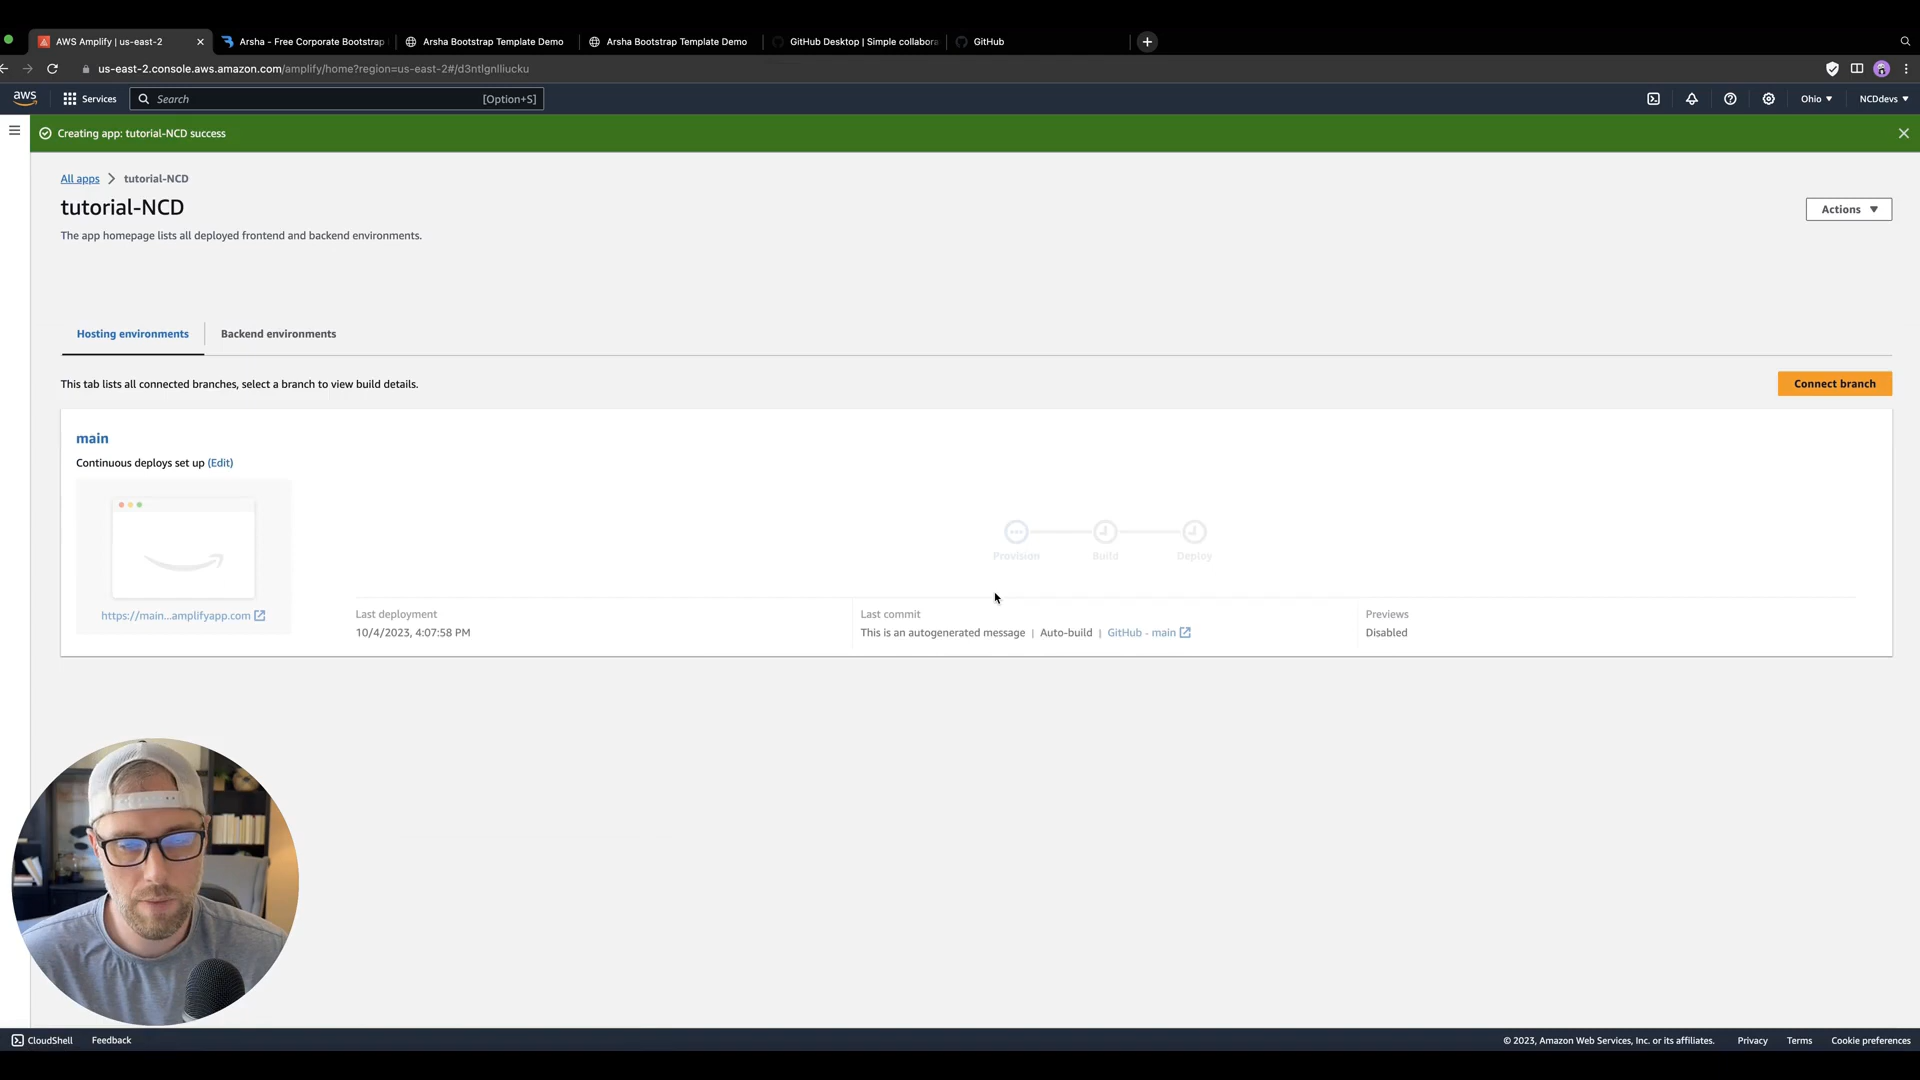 AWS Amplify | us-east-2
Arsha - Free Corporate Bootstrap
Arsha Bootstrap Template Demo
Arsha Bootstrap Template Demo
GitHub Desktop | Simple collabora
GitHub
us-east-2.console.aws.amazon.com/amplify/home?region=us-east-2#/d3ntlgnlliucku
aws
Services
Search
[Option+S]
Ohio
NCDdevs
Creating app: tutorial-NCD success
All apps
tutorial-NCD
tutorial-NCD
Actions
The app homepage lists all deployed frontend and backend environments.
Hosting environments
Backend environments
This tab lists all connected branches, select a branch to view build details.
Connect branch
main
Continuous deploys set up (Edit)
Provision
Build
Deploy
https://main...amplifyapp.com
Last deployment
10/4/2023, 4:07:58 PM
Last commit
This is an autogenerated message | Auto-build | GitHub - main
Previews
Disabled
CloudShell
Feedback
© 2023, Amazon Web Services, Inc. or its affiliates.
Privacy
Terms
Cookie preferences